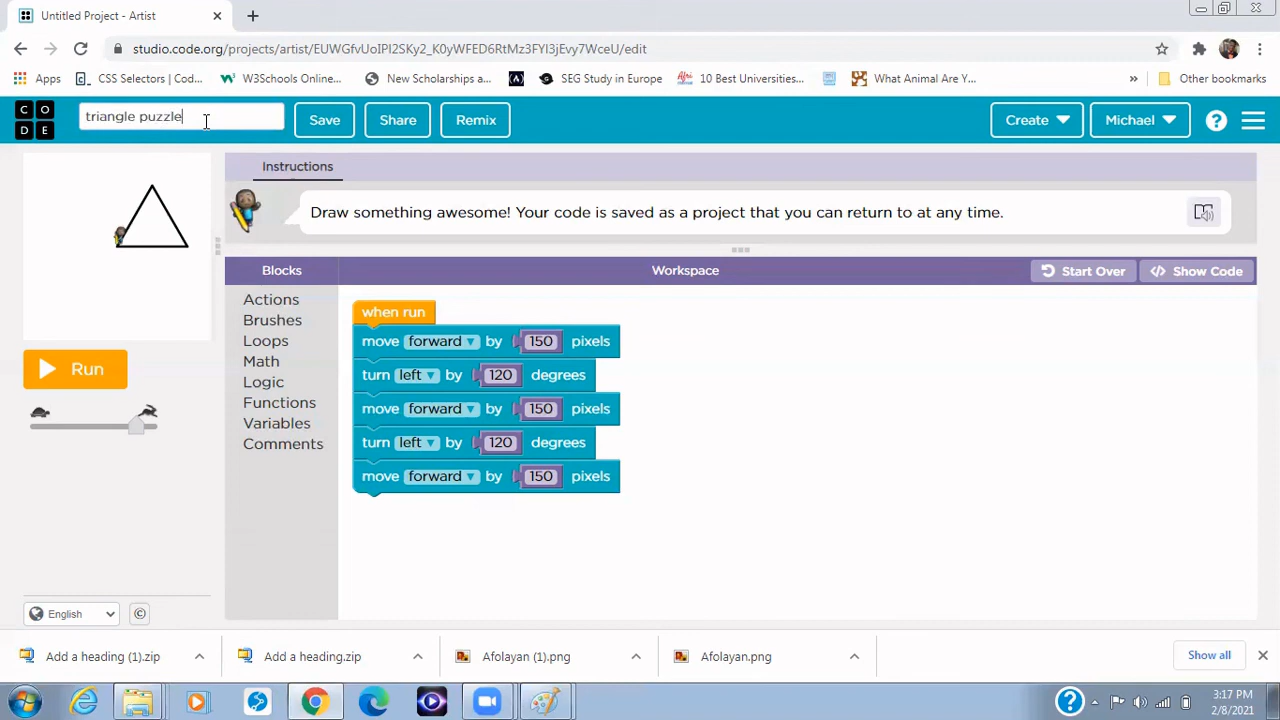 Untitled Project - Artist
studio.code.org/projects/artist/EUWGfvUoIPl2SKy2_K0yWFED6RtMz3FYl3jEvy7WceU/edit
Apps
CSS Selectors | Cod...
W3Schools Online...
New Scholarships a...
SEG Study in Europe
10 Best Universities...
What Animal Are Y...
»
Other bookmarks
C O
D E
triangle puzzle
Save
Share
Remix
Create
Michael
?
Instructions
Draw something awesome! Your code is saved as a project that you can return to at any time.
Blocks
Workspace
Start Over
</> Show Code
Actions
Brushes
Loops
Math
Logic
Functions
Variables
Comments
when run
move forward by 150 pixels
turn left by 120 degrees
move forward by 150 pixels
turn left by 120 degrees
move forward by 150 pixels
Run
English
©
Add a heading (1).zip
Add a heading.zip
Afolayan (1).png
Afolayan.png
Show all
3:17 PM
2/8/2021